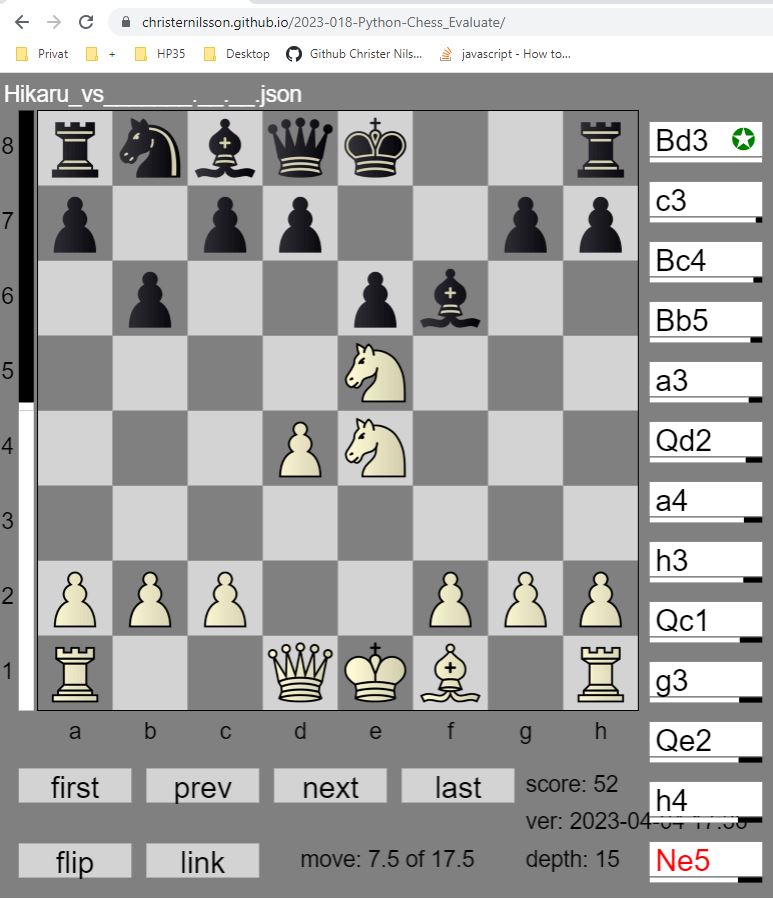 christernilsson.github.io/2023-018-Python-Chess_Evaluate/
Privat + HP35 Desktop Github Christer Nils... javascript - How to...
Hikaru_vs_______.__.__.json
8
7
6
5
4
3
2
1
a b c d e f g h
Bd3
c3
Bc4
Bb5
a3
Qd2
a4
h3
Qc1
g3
Qe2
h4
Ne5
first prev next last score: 52
ver: 2023-04-04
flip link move: 7.5 of 17.5 depth: 15